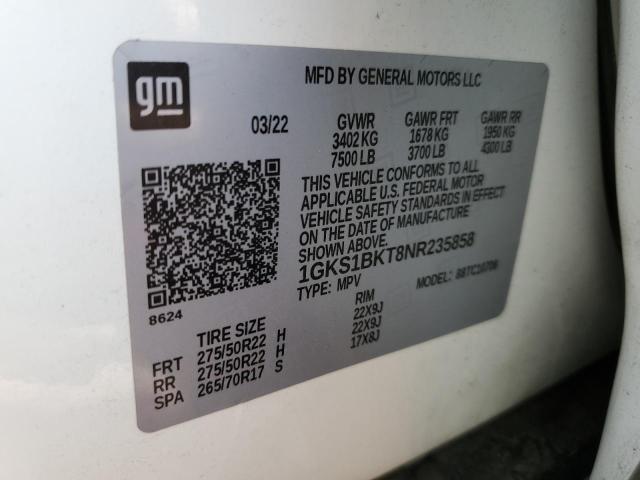 gm
MFD BY GENERAL MOTORS LLC
03/22 GVWR GAWR FRT GAWR RR
3402 KG 1678 KG 1950 KG
7500 LB 3700 LB 4300 LB
THIS VEHICLE CONFORMS TO ALL
APPLICABLE U.S. FEDERAL MOTOR
VEHICLE SAFETY STANDARDS IN EFFECT
ON THE DATE OF MANUFACTURE
SHOWN ABOVE.
1GKS1BKT8NR235858
TYPE: MPV MODEL:
8624
TIRE SIZE RIM
FRT 275/50R22 H 22X9J
RR 275/50R22 H 22X9J
SPA 265/70R17 S 17X8J